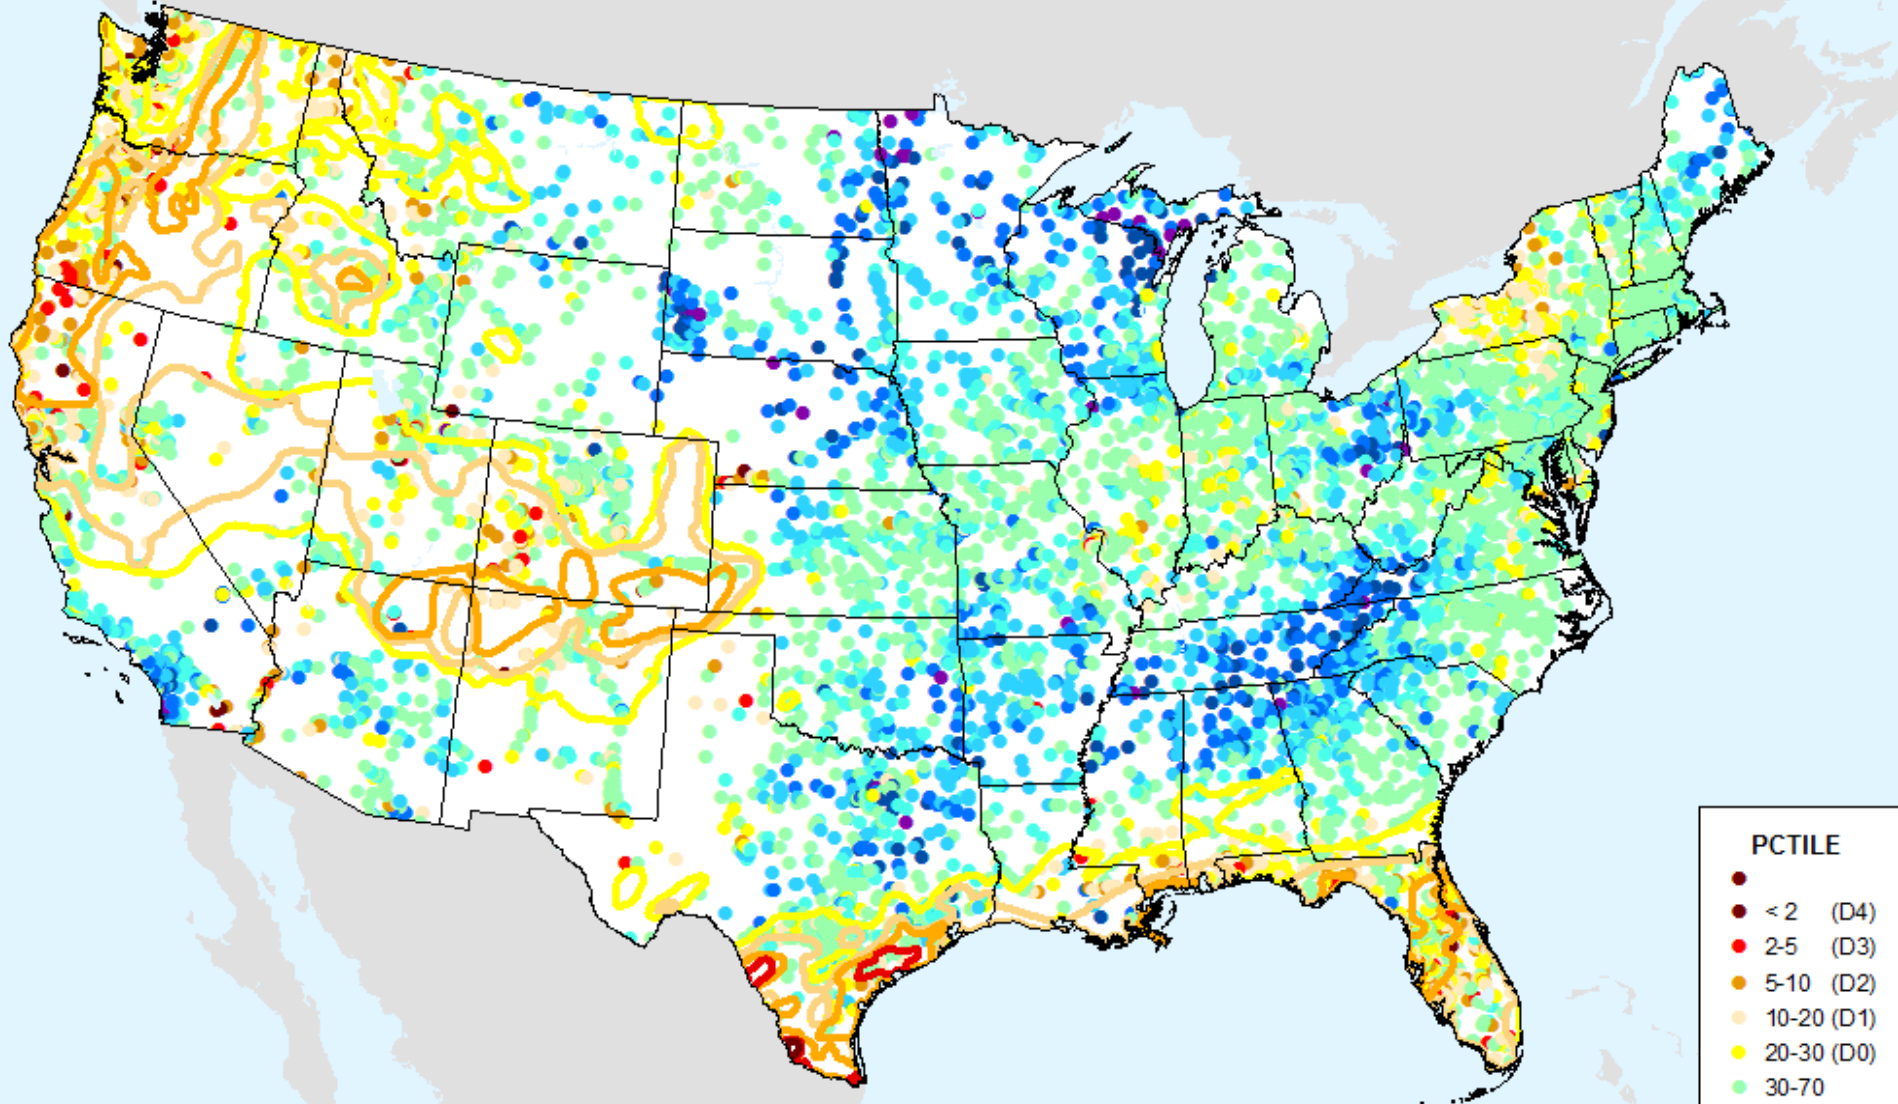 PCTILE
< 2 (D4)
2-5 (D3)
5-10 (D2)
10-20 (D1)
20-30 (D0)
30-70